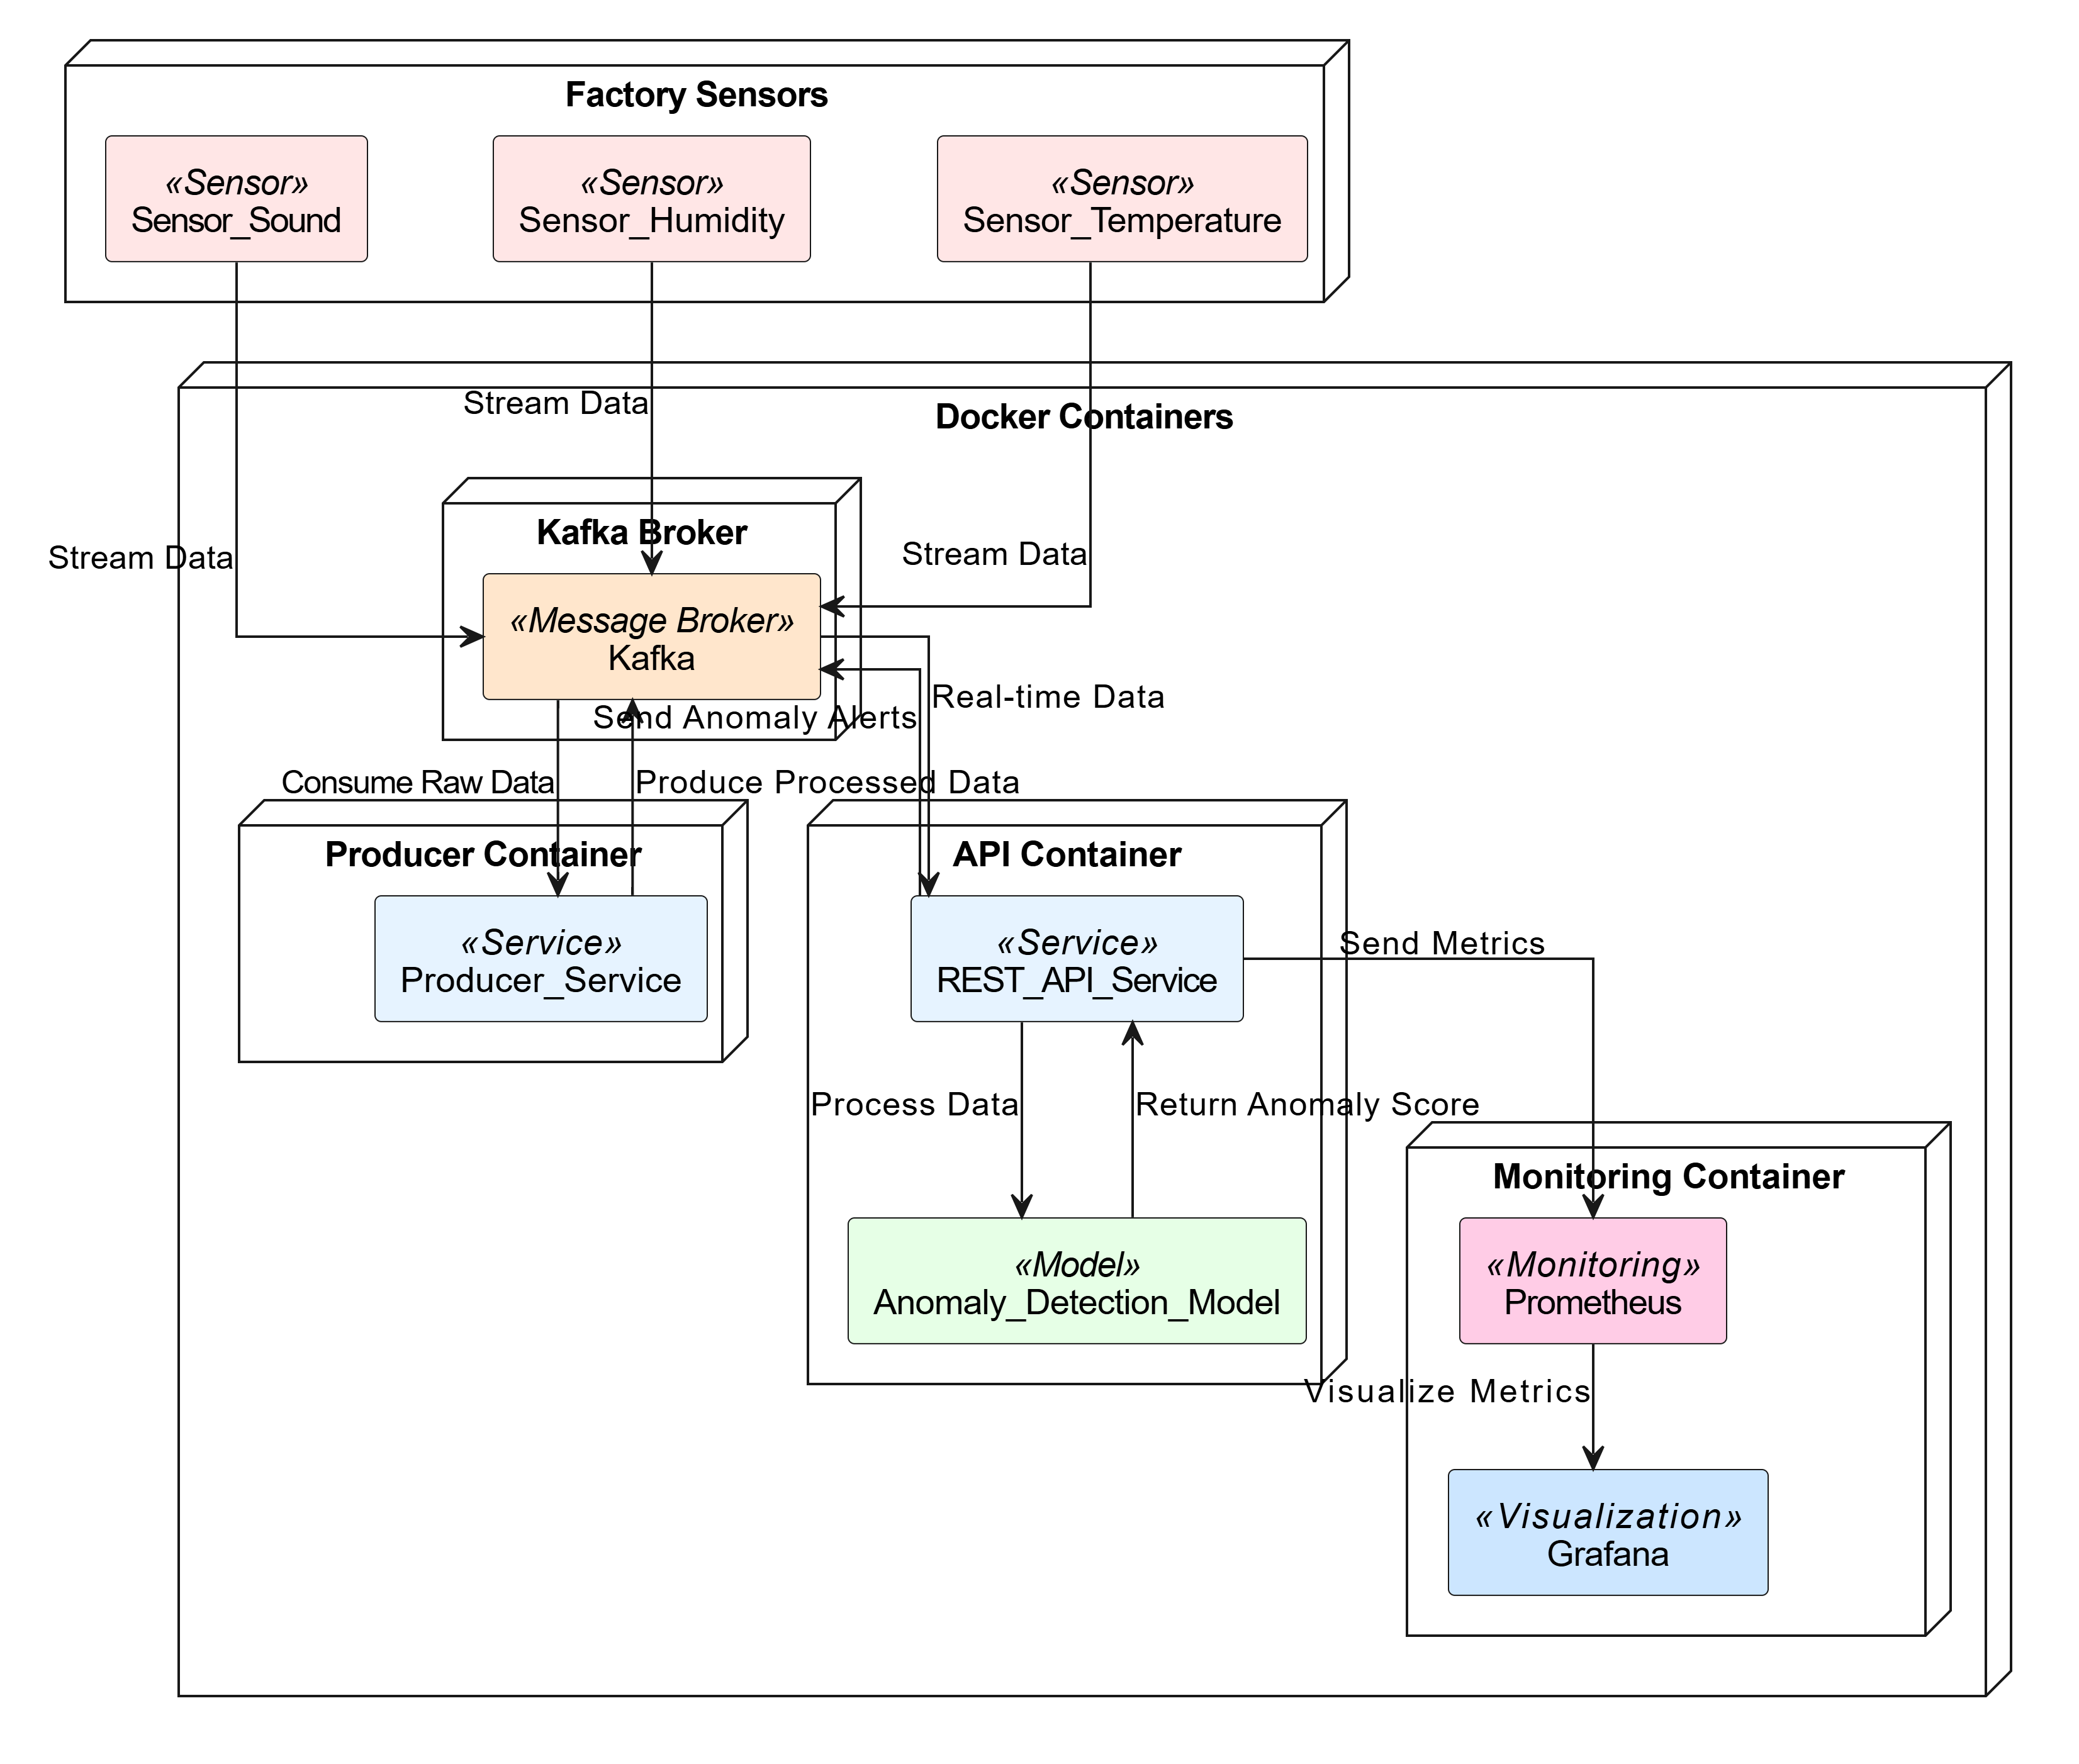 Factory Sensors
«Sensor»
Sensor_Sound
«Sensor»
Sensor_Humidity
«Sensor»
Sensor_Temperature
Stream Data
Docker Containers
Kafka Broker
Stream Data
Stream Data
«Message Broker»
Kafka
Real-time Data
Send Anomaly Alerts
Consume Raw Data
Produce Processed Data
Producer Container
API Container
«Service»
Producer_Service
«Service»
REST_API_Service
Send Metrics
Process Data
Return Anomaly Score
Monitoring Container
«Model»
Anomaly_Detection_Model
«Monitoring»
Prometheus
Visualize Metrics
«Visualization»
Grafana